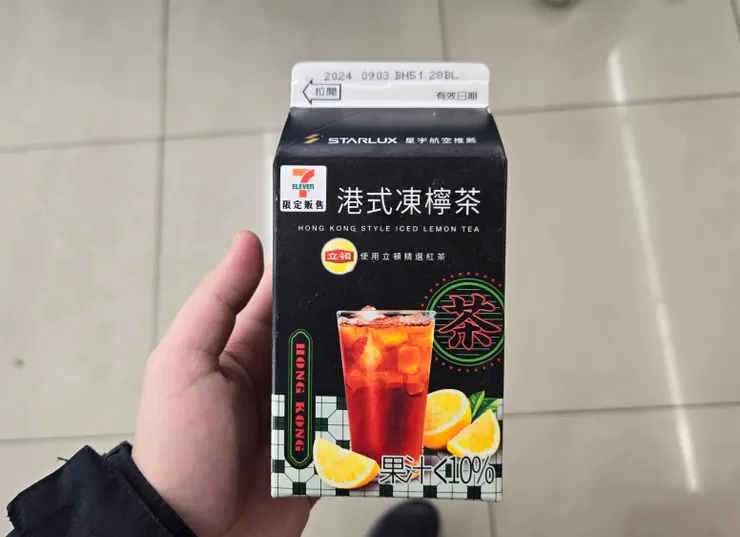 2024 0903 BH51 28BL
拉開
有效日期
STARLUX 星宇航空推薦
7
ELEVEN
限定販售
港式凍檸茶
HONG KONG STYLE ICED LEMON TEA
立頓 使用立頓精選紅茶
茶
HONG KONG
果汁<10%